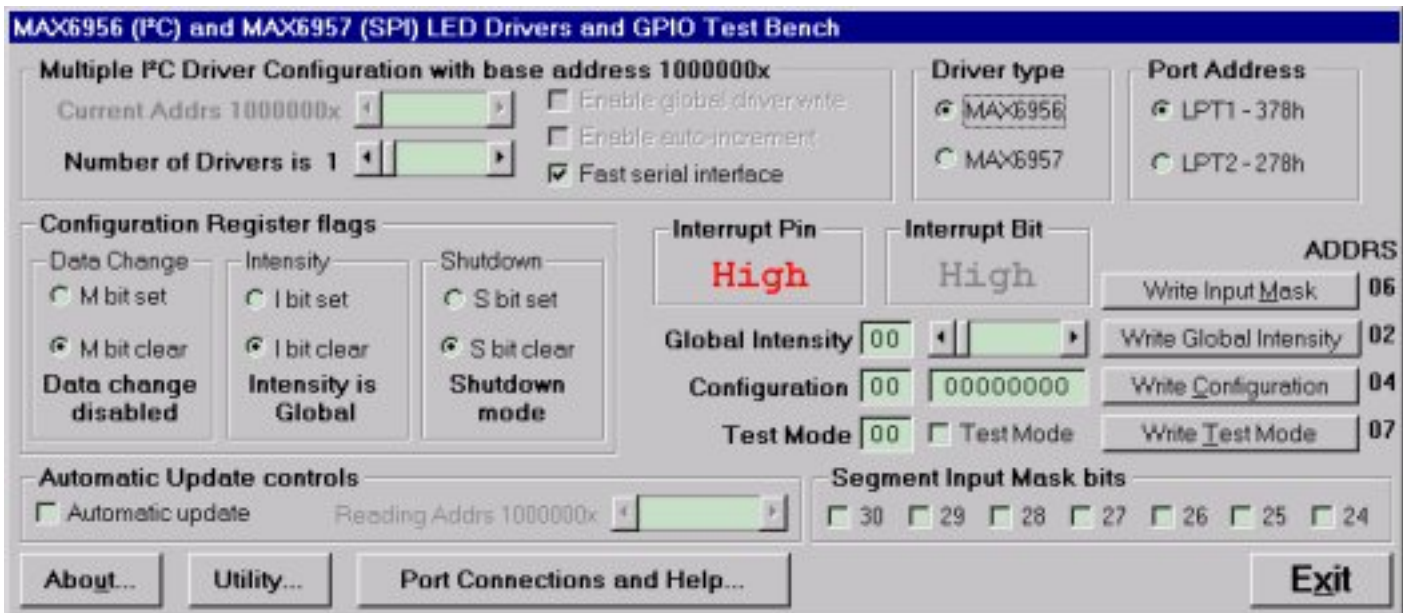 MAX6956 (I²C) and MAX6957 (SPI) LED Drivers and GPIO Test Bench
Multiple I²C Driver Configuration with base address 1000000x
Current Addrs 1000000x
Enable global driver write
Enable auto-increment
Number of Drivers is 1
Fast serial interface
Driver type
MAX6956
MAX6957
Port Address
LPT1 - 378h
LPT2 - 278h
Configuration Register flags
Data Change
M bit set
M bit clear
Data change
disabled
Intensity
I bit set
I bit clear
Intensity is
Global
Shutdown
S bit set
S bit clear
Shutdown
mode
Interrupt Pin
High
Interrupt Bit
High
ADDRS
Write Input Mask 06
Global Intensity 00 Write Global Intensity 02
Configuration 00 00000000 Write Configuration 04
Test Mode 00 Test Mode Write Test Mode 07
Automatic Update controls
Automatic update Reading Addrs 1000000x
Segment Input Mask bits
30 29 28 27 26 25 24
About... Utility... Port Connections and Help... Exit